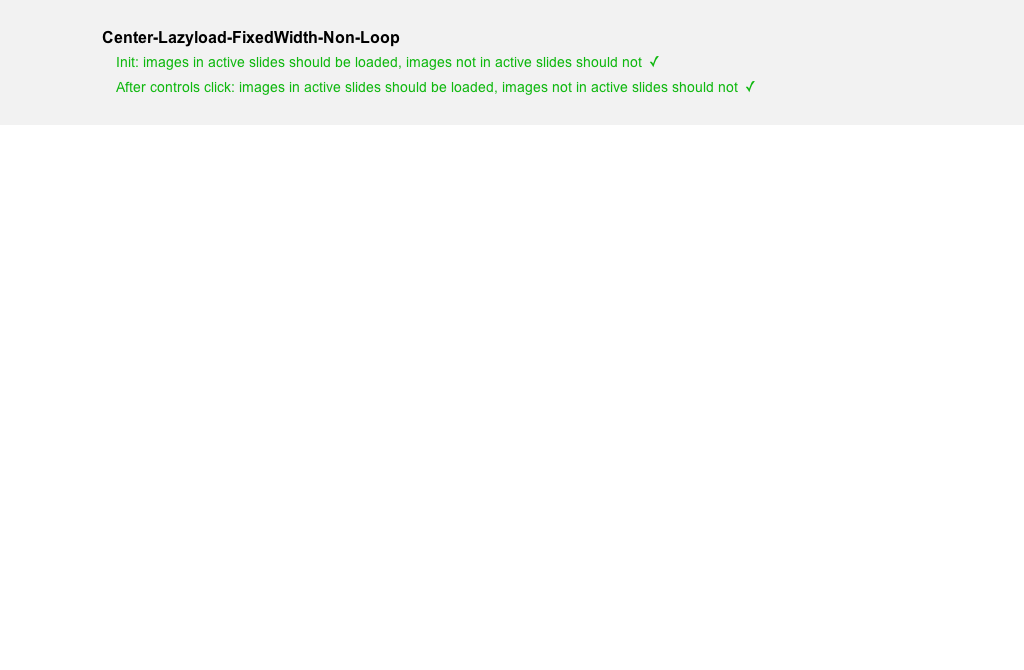 Center-Lazyload-FixedWidth-Non-Loop
Init: images in active slides should be loaded, images not in active slides should not ✓
After controls click: images in active slides should be loaded, images not in active slides should not ✓